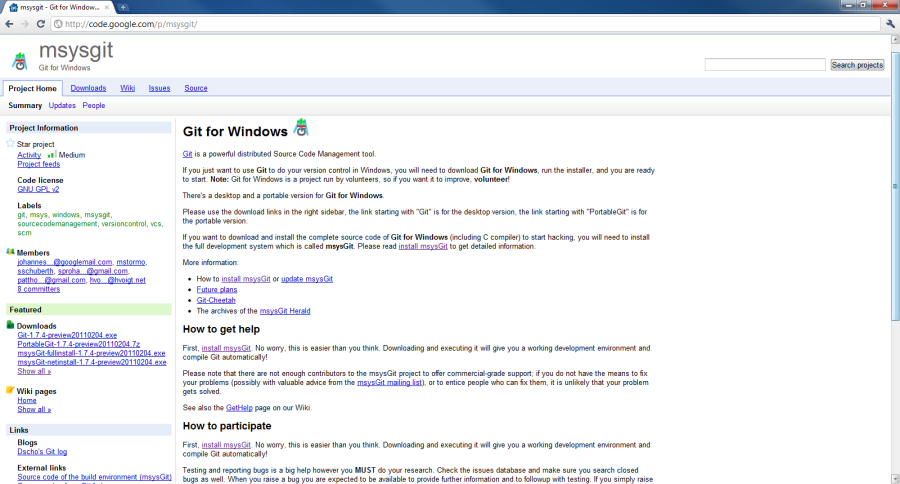 msysgit - Git for Window...
http://code.google.com/p/msysgit/
msysgit
Git for Windows
Search projects
Project Home Downloads Wiki Issues Source
Summary Updates People
Project Information
Star project
Activity Medium
Project feeds
Code license
GNU GPL v2
Labels
git, msys, windows, msysgit,
sourcecodemanagement, versioncontrol, vcs,
scm
Members
johannes...@googlemail.com, mstormo,
sschuberth, sproha...@gmail.com,
pattho...@gmail.com, hvo...@hvoigt.net
8 committers
Featured
Downloads
Git-1.7.4-preview20110204.exe
PortableGit-1.7.4-preview20110204.7z
msysGit-fullinstall-1.7.4-preview20110204.exe
msysGit-netinstall-1.7.4-preview20110204.exe
Show all »
Wiki pages
Home
Show all »
Links
Blogs
Dscho's Git log
External links
Source code of the build environment (msysGit)
Git for Windows
Git is a powerful distributed Source Code Management tool.
If you just want to use Git to do your version control in Windows, you will need to download Git for Windows, run the installer, and you are ready
to start. Note: Git for Windows is a project run by volunteers, so if you want it to improve, volunteer!
There's a desktop and a portable version for Git for Windows.
Please use the download links in the right sidebar, the link starting with "Git" is for the desktop version, the link starting with "PortableGit" is for
the portable version.
If you want to download and install the complete source code of Git for Windows (including C compiler) to start hacking, you will need to install
the full development system which is called msysGit. Please read install msysGit to get detailed information.
More information:
How to install msysGit or update msysGit
Future plans
Git-Cheetah
The archives of the msysGit Herald
How to get help
First, install msysGit. No worry, this is easier than you think. Downloading and executing it will give you a working development environment and
compile Git automatically!
Please note that there are not enough contributors to the msysGit project to offer commercial-grade support; if you do not have the means to fix
your problems (possibly with valuable advice from the msysGit mailing list), or to entice people who can fix them, it is unlikely that your problem
gets solved.
See also the GetHelp page on our Wiki.
How to participate
First, install msysGit. No worry, this is easier than you think. Downloading and executing it will give you a working development environment and
compile Git automatically!
Testing and reporting bugs is a big help however you MUST do your research. Check the issues database and make sure you search closed
bugs as well. When you raise a bug you are expected to be available to provide further information and to followup with testing. If you simply raise